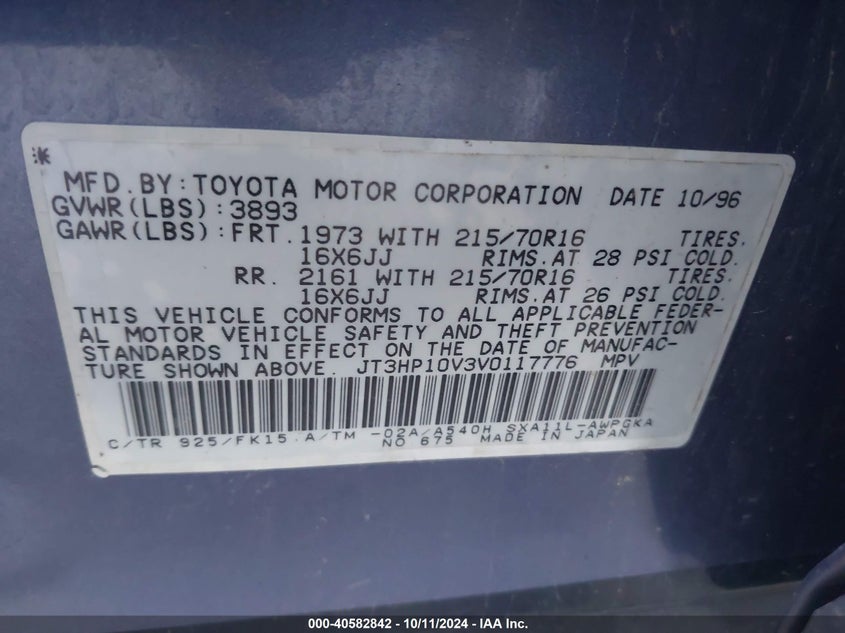 MFD. BY: TOYOTA MOTOR CORPORATION DATE 10/96
GVWR(LBS):3893
GAWR(LBS):FRT. 1973 WITH 215/70R16 TIRES.
16X6JJ RIMS.AT 28 PSI COLD.
RR. 2161 WITH 215/70R16 TIRES.
16X6JJ RIMS.AT 26 PSI COLD.
THIS VEHICLE CONFORMS TO ALL APPLICABLE FEDER-
AL MOTOR VEHICLE SAFETY AND THEFT PREVENTION
STANDARDS IN EFFECT ON THE DATE OF MANUFAC-
TURE SHOWN ABOVE. JT3HP10V3V0117776 MPV
C/TR 925/FK15 A/TM -02A/A540H SXA11L-AWPGKA
NO 675 MADE IN JAPAN
000-40582842 - 10/11/2024 - IAA Inc.